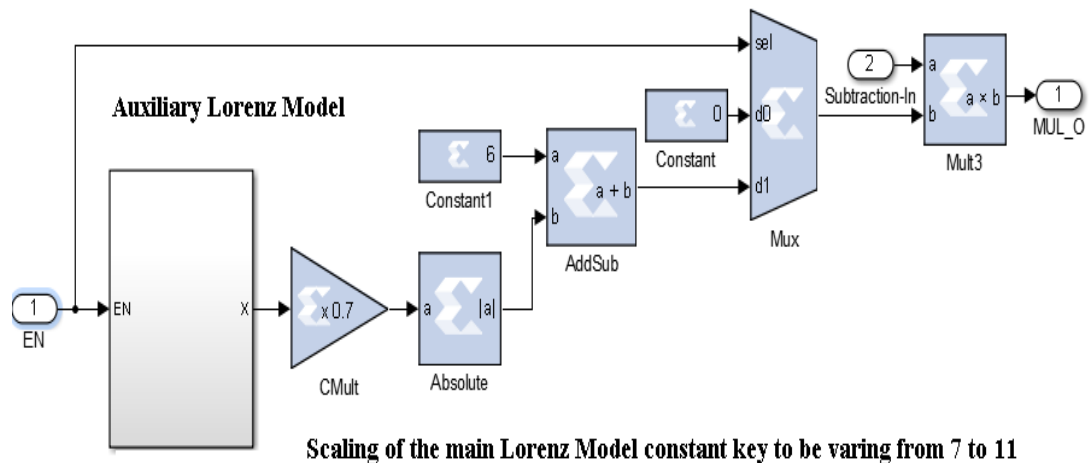 sel
2
a
Subtraction-In
a × b
1
MUL_O
b
Mult3
Auxiliary Lorenz Model
0
d0
Constant
6
Constant1
a
a + b
b
AddSub
d1
Mux
1
EN
EN
X
x 0.7
CMult
a
|a|
Absolute
Scaling of the main Lorenz Model constant key to be varing from 7 to 11